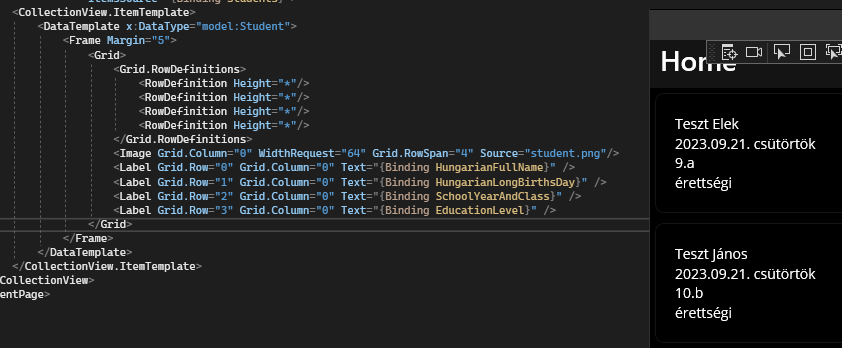 ItemsSource="{Binding Students}">
<CollectionView.ItemTemplate>
<DataTemplate x:DataType="model:Student">
<Frame Margin="5">
<Grid>
<Grid.RowDefinitions>
<RowDefinition Height="*"/>
<RowDefinition Height="*"/>
<RowDefinition Height="*"/>
<RowDefinition Height="*"/>
</Grid.RowDefinitions>
<Image Grid.Column="0" WidthRequest="64" Grid.RowSpan="4" Source="student.png"/>
<Label Grid.Row="0" Grid.Column="0" Text="{Binding HungarianFullName}" />
<Label Grid.Row="1" Grid.Column="0" Text="{Binding HungarianLongBirthsDay}" />
<Label Grid.Row="2" Grid.Column="0" Text="{Binding SchoolYearAndClass}" />
<Label Grid.Row="3" Grid.Column="0" Text="{Binding EducationLevel}" />
</Grid>
</Frame>
</DataTemplate>
</CollectionView.ItemTemplate>
CollectionView>
entPage>
Home
Teszt Elek
2023.09.21. csütörtök
9.a
érettségi
Teszt János
2023.09.21. csütörtök
10.b
érettségi